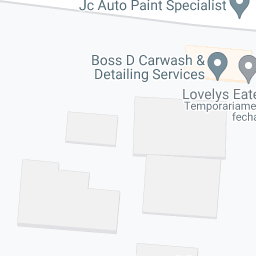 Jc Auto Paint Specialist
Boss D Carwash &
Detailing Services
Lovelys Eate
Temporariame
fecha